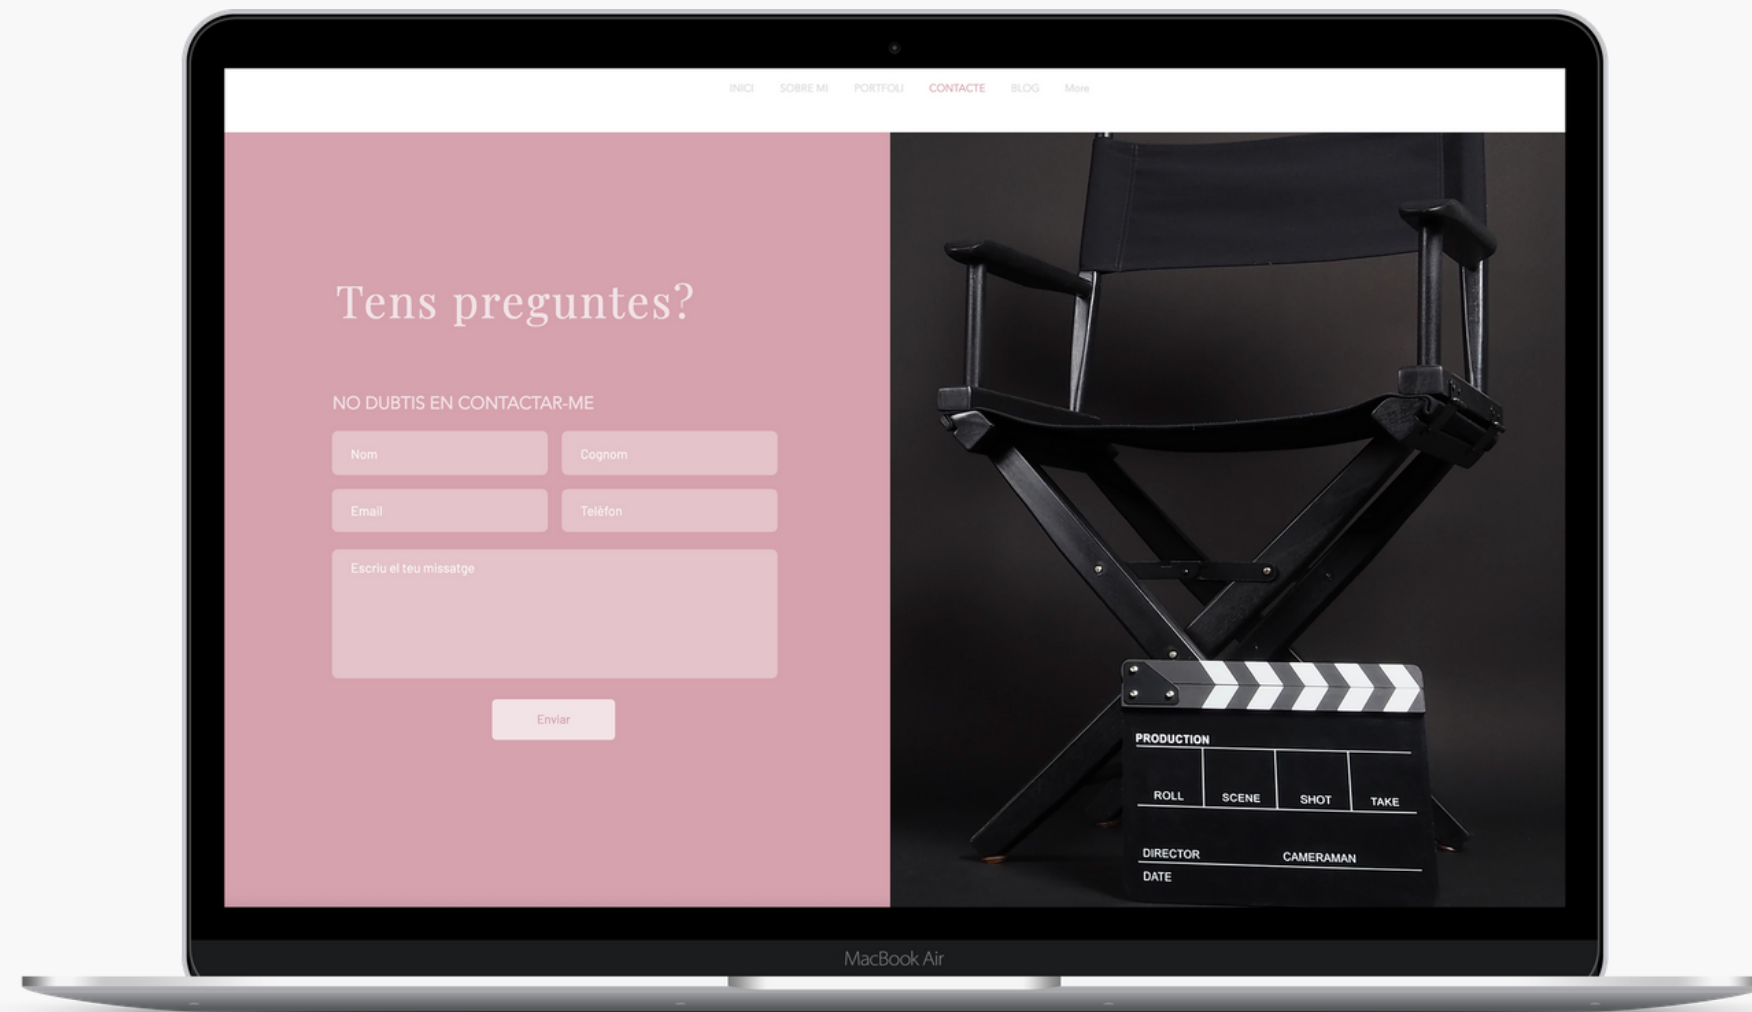 INICI SOBRE MI PORTFOLI CONTACTE BLOG More
Tens preguntes?
NO DUBTIS EN CONTACTAR-ME
Nom Cognom
Email Telèfon
Escriu el teu missatge
Enviar
PRODUCTION
ROLL SCENE SHOT TAKE
DIRECTOR CAMERAMAN
DATE
MacBook Air